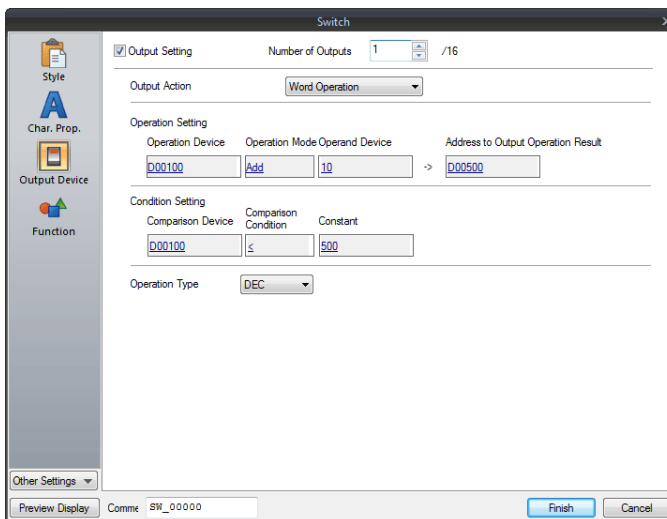 Switch
Style
Char. Prop.
Output Device
Function
Other Settings
Preview Display
Output Setting Number of Outputs 1 /16
Output Action Word Operation
Operation Setting
Operation Device Operation Mode Operand Device Address to Output Operation Result
D00100 Add 10 -> D00500
Condition Setting
Comparison Device Comparison Condition Constant
D00100 < 500
Operation Type DEC
Comme SW_00000
Finish Cancel